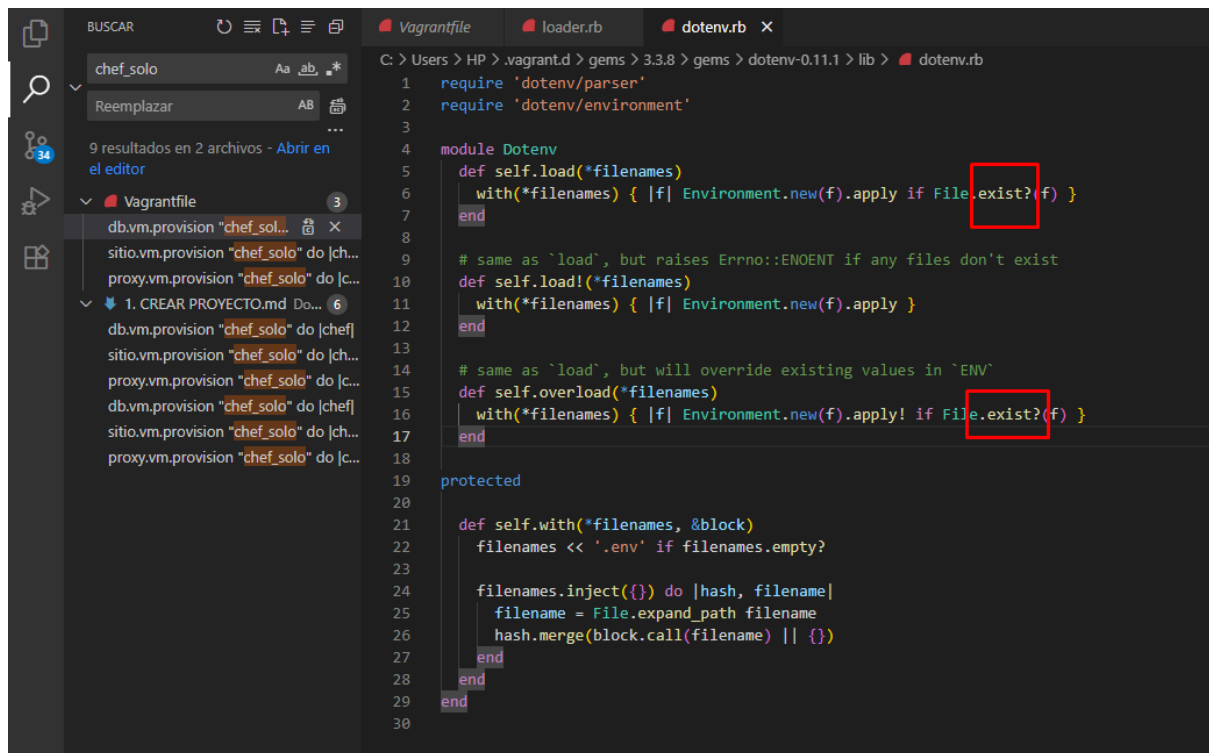 BUSCAR
chef_solo
Aa ab, .*
Reemplazar
AB
...
9 resultados en 2 archivos - Abrir en
el editor
34
Vagrantfile 3
db.vm.provision "chef_sol...
sitio.vm.provision "chef_solo" do |ch...
proxy.vm.provision "chef_solo" do |c...
1. CREAR PROYECTO.md Do... 6
db.vm.provision "chef_solo" do |chef|
sitio.vm.provision "chef_solo" do |ch...
proxy.vm.provision "chef_solo" do |c...
db.vm.provision "chef_solo" do |chef|
sitio.vm.provision "chef_solo" do |ch...
proxy.vm.provision "chef_solo" do |c...
Vagrantfile loader.rb dotenv.rb
C: > Users > HP > .vagrant.d > gems > 3.3.8 > gems > dotenv-0.11.1 > lib > dotenv.rb
1 require 'dotenv/parser'
2 require 'dotenv/environment'
3
4 module Dotenv
5 def self.load(*filenames)
6 with(*filenames) { |f| Environment.new(f).apply if File.exist?(f) }
7 end
8
9 # same as `load`, but raises Errno::ENOENT if any files don't exist
10 def self.load!(*filenames)
11 with(*filenames) { |f| Environment.new(f).apply }
12 end
13
14 # same as `load`, but will override existing values in `ENV`
15 def self.overload(*filenames)
16 with(*filenames) { |f| Environment.new(f).apply! if File.exist?(f) }
17 end
18
19 protected
20
21 def self.with(*filenames, &block)
22 filenames << '.env' if filenames.empty?
23
24 filenames.inject({}) do |hash, filename|
25 filename = File.expand_path filename
26 hash.merge(block.call(filename) || {})
27 end
28 end
29 end
30